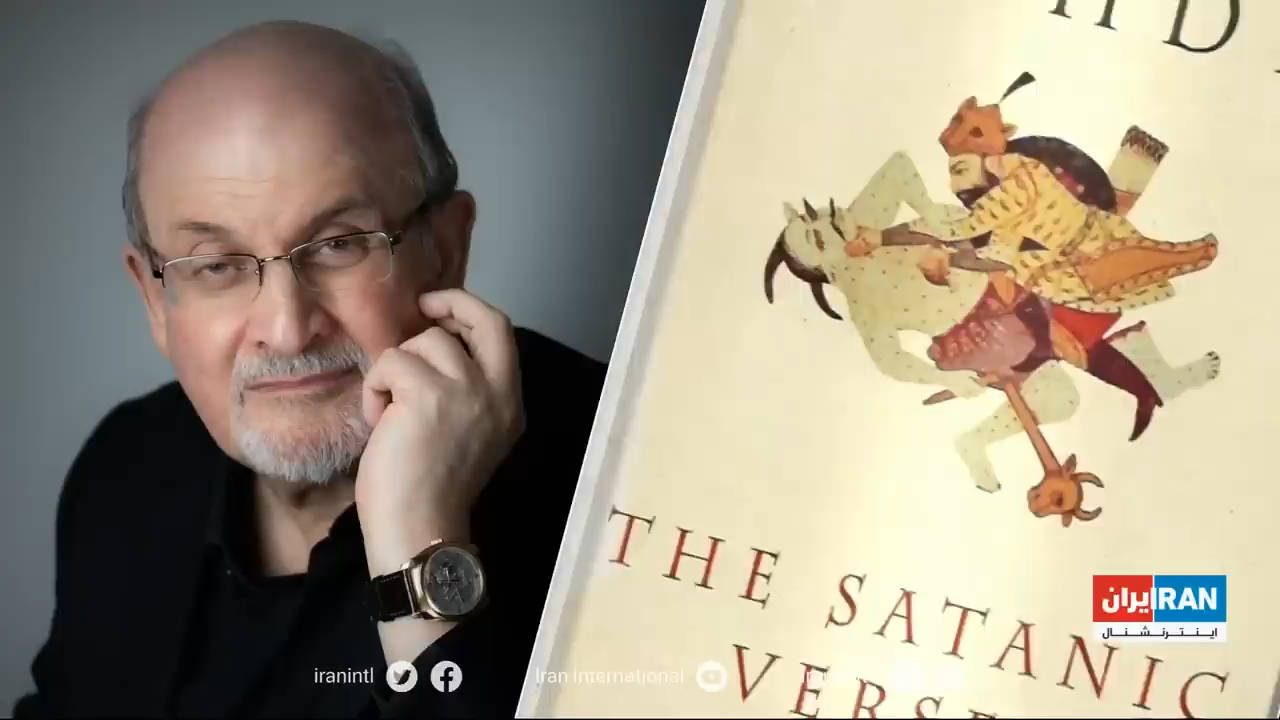 THE SATANIC
VERSE
ایران IRAN
اینترنشنال
iranintl
Iran International